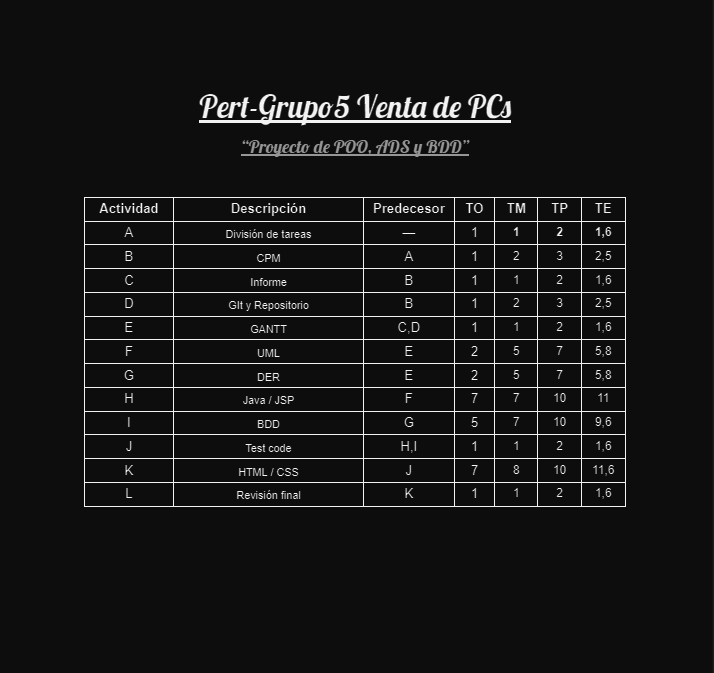 Pert-Grupo5 Venta de PCs
“Proyecto de POO, ADS y BDD”
Actividad Descripción Predecesor TO TM TP TE
A División de tareas — 1 1 2 1,6
B CPM A 1 2 3 2,5
C Informe B 1 1 2 1,6
D GIt y Repositorio B 1 2 3 2,5
E GANTT C,D 1 1 2 1,6
F UML E 2 5 7 5,8
G DER E 2 5 7 5,8
H Java / JSP F 7 7 10 11
I BDD G 5 7 10 9,6
J Test code H,I 1 1 2 1,6
K HTML / CSS J 7 8 10 11,6
L Revisión final K 1 1 2 1,6